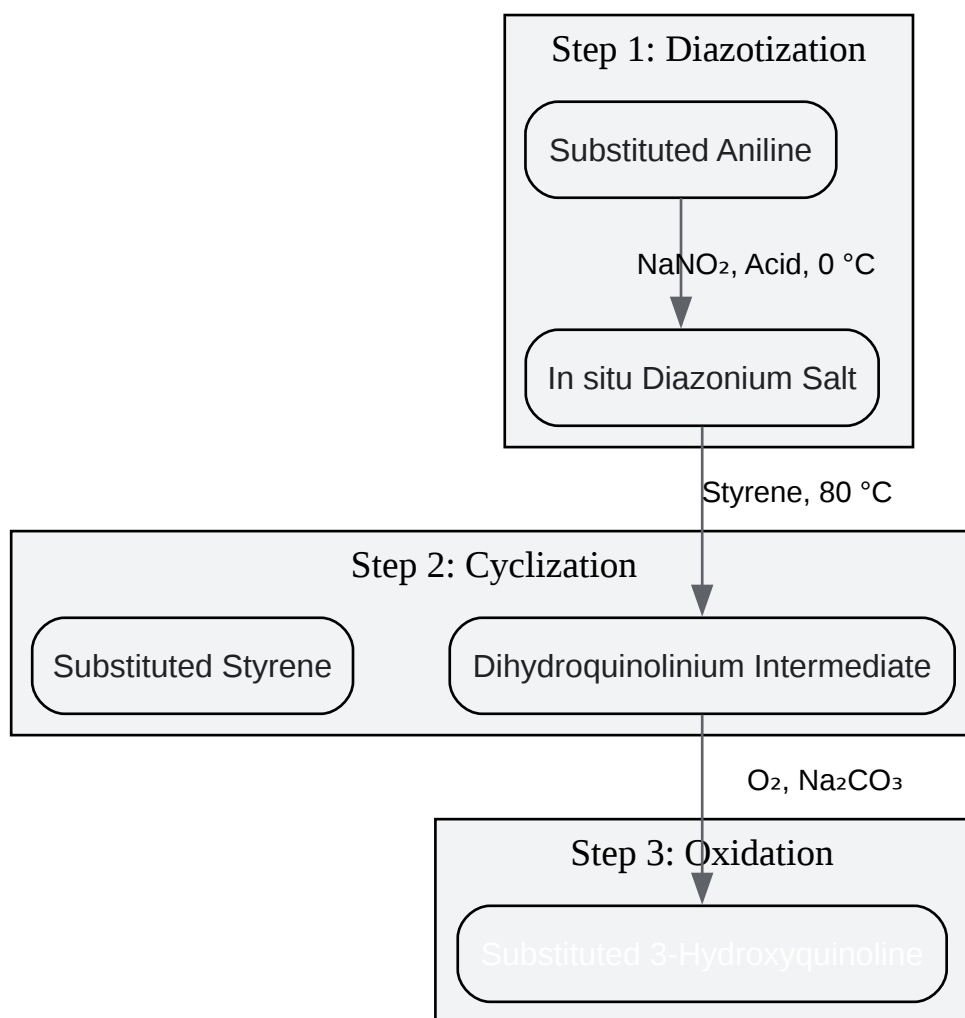 Step 1: Diazotization
Substituted Aniline
NaNO₂, Acid, 0 °C
In situ Diazonium Salt
Styrene, 80 °C
Step 2: Cyclization
Substituted Styrene
Dihydroquinolinium Intermediate
O₂, Na₂CO₃
Step 3: Oxidation
Substituted 3-Hydroxyquinoline